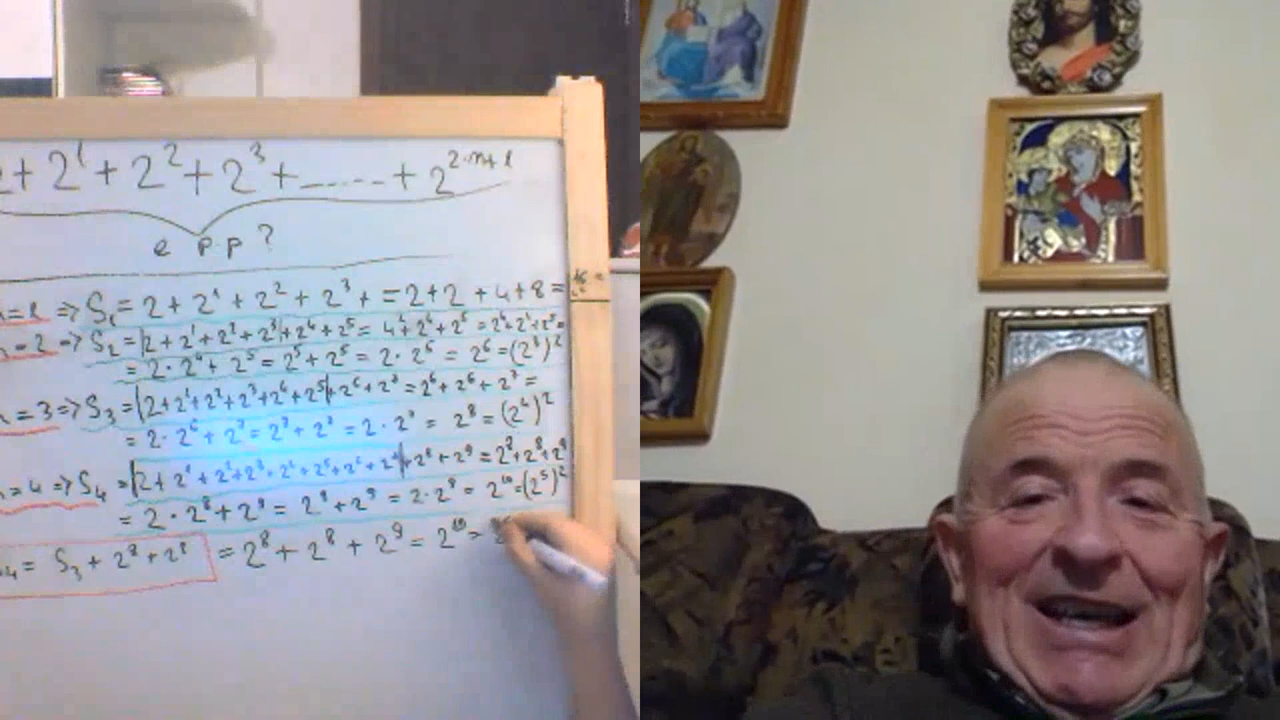 2+2¹+2²+2³+.....+2^(2·n+1)
e p.p ?
n=1 => S₁=2+2¹+2²+2³+=2+2+4+8=
n=2 => S₂=|2+2¹+2²+2³|+2⁴+2⁵=4²+2⁴+2⁵=2⁴+2⁴+2⁵=
=2·2⁴+2⁵=2⁵+2⁵=2·2⁵=2⁶=(2³)²
n=3 => S₃=|2+2¹+2²+2³+2⁴+2⁵|+2⁶+2⁷=2⁶+2⁶+2⁷=
=2·2⁶+2⁷=2⁷+2⁷=2·2⁷=2⁸=(2⁴)²
n=4 => S₄=|2+2¹+2²+2³+2⁴+2⁵+2⁶+2⁷|+2⁸+2⁹=2⁸+2⁸+2⁹
=2·2⁸+2⁹=2⁹+2⁹=2·2⁹=2¹⁰=(2⁵)²
₄= S₃+2⁸+2⁹ =2⁸+2⁸+2⁹=2¹⁰=